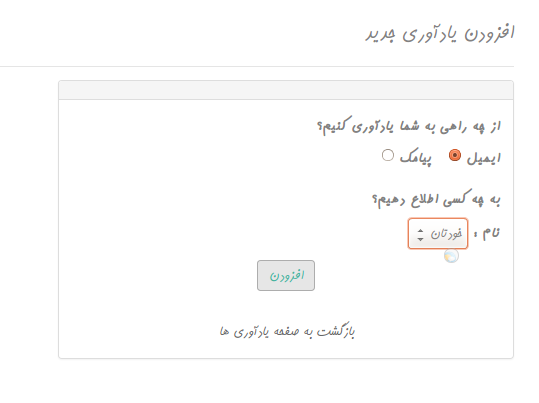 افزودن یادآوری جدید
از چه راهی به شما یادآوری کنیم؟
ایمیل پیامک
به چه کسی اطلاع دهیم؟
نام : خودتان
افزودن
بازگشت به صفحه یادآوری ها